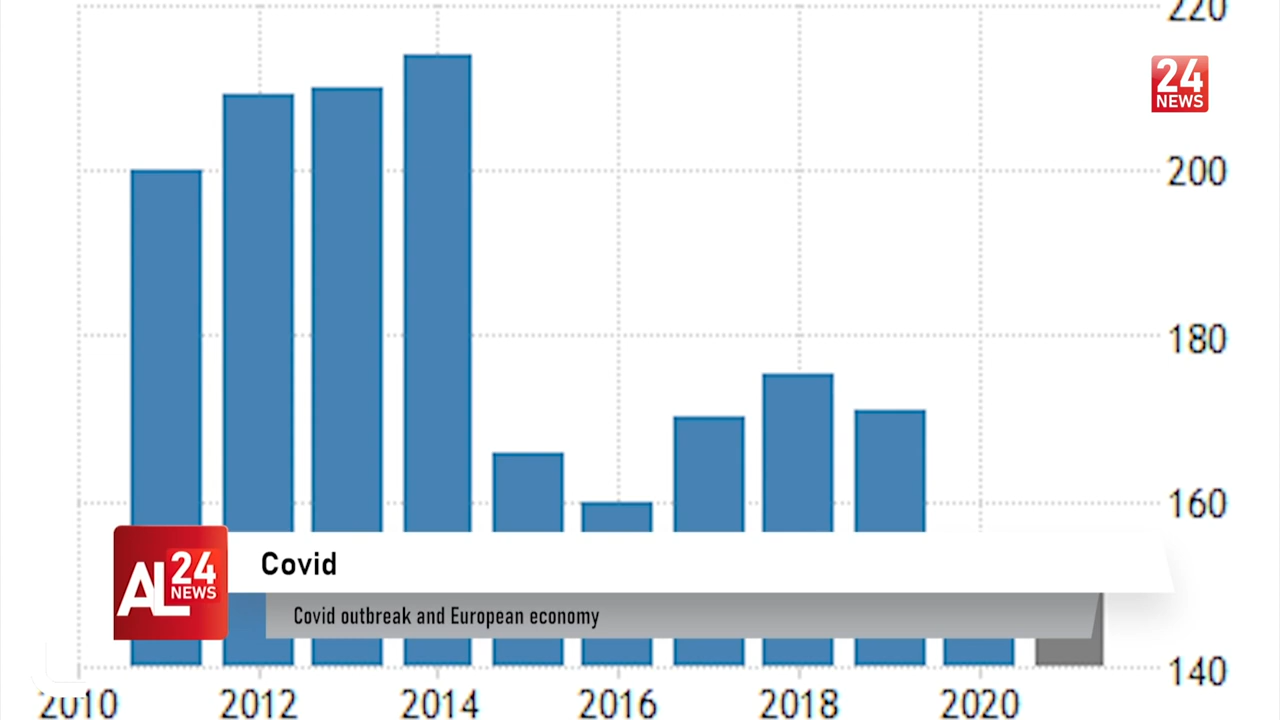 220
24
NEWS
200
180
160
Covid
AL 24
NEWS
Covid outbreak and European economy
140
2010 2012 2014 2016 2018 2020